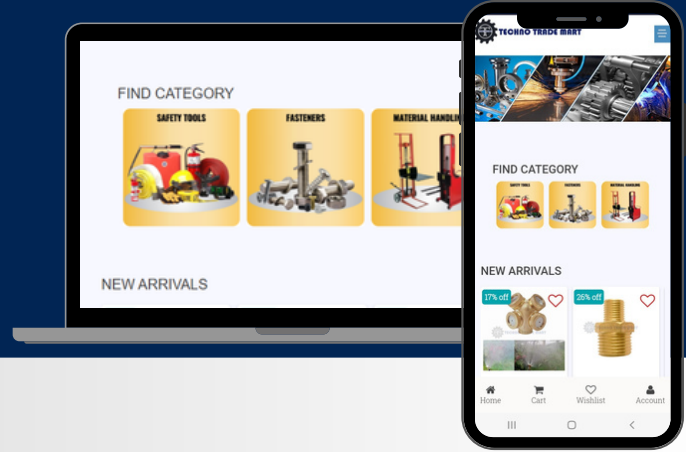 FIND CATEGORY
SAFETY TOOLS
FASTENERS
MATERIAL HANDLIN
NEW ARRIVALS
TECHNO TRADE MART
FIND CATEGORY
SAFETY TOOLS
FASTENERS
MATERIAL HANDLING
NEW ARRIVALS
17% off
26% off
Home
Cart
Wishlist
Account